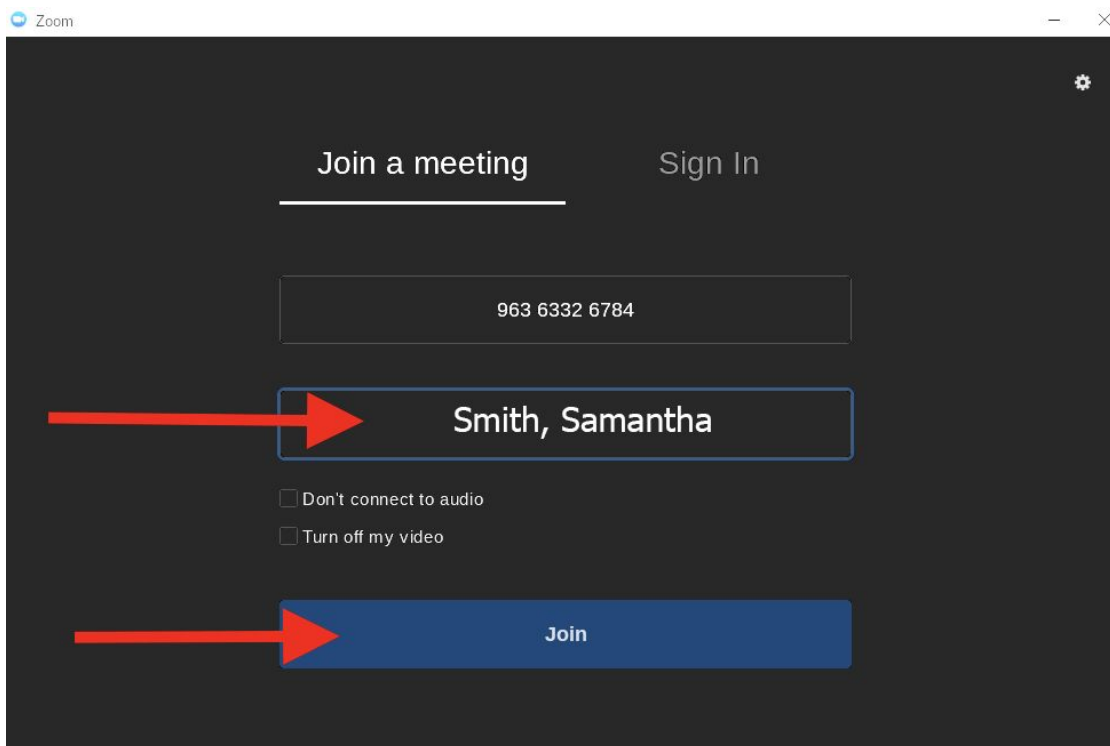 Zoom
Join a meeting Sign In
963 6332 6784
Smith, Samantha
Don't connect to audio
Turn off my video
Join